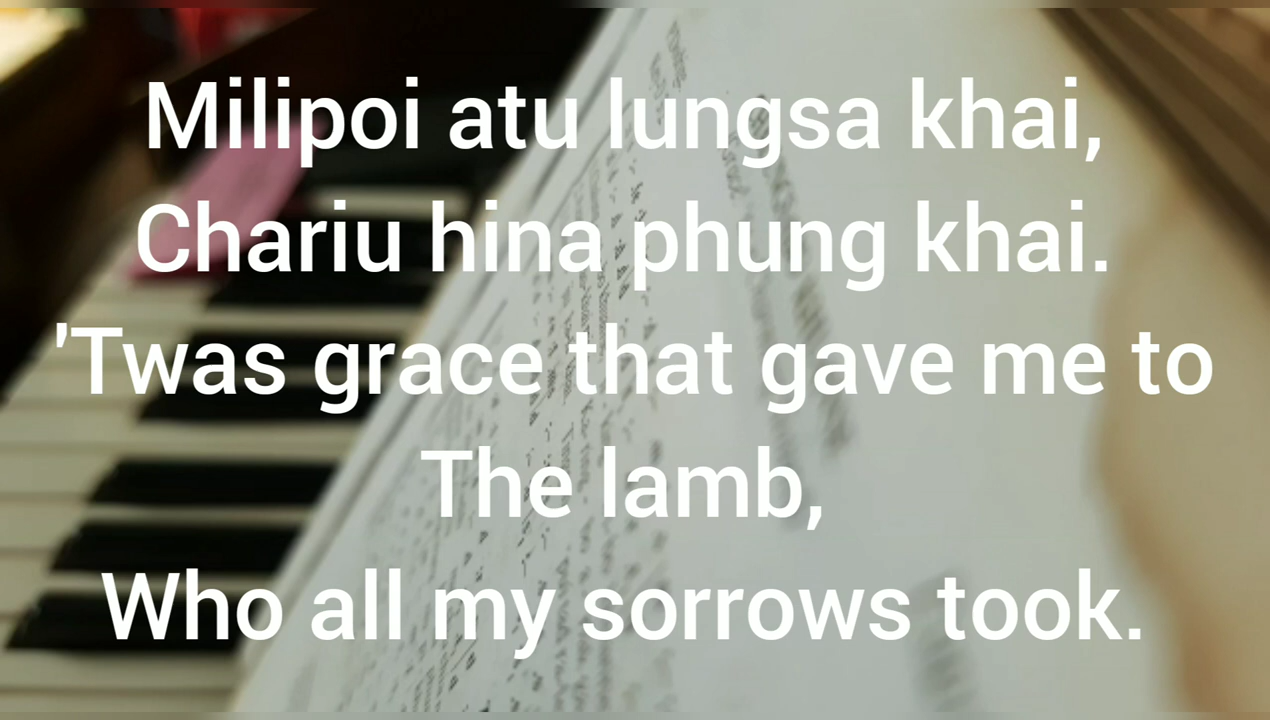 Milipoi atu lungsa khai,
Chariu hina phung khai.
'Twas grace that gave me to
The lamb,
Who all my sorrows took.